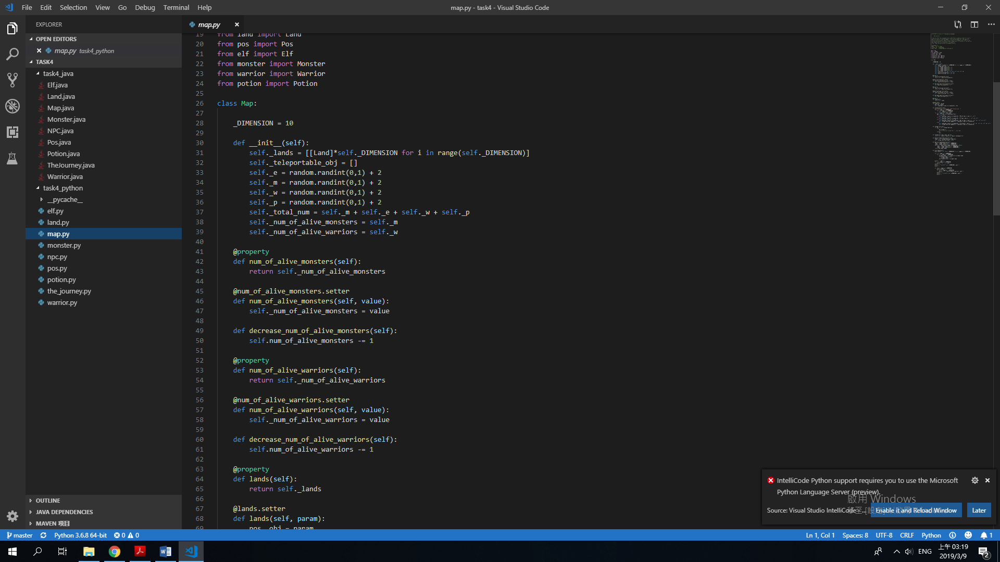 File Edit Selection View Go Debug Terminal Help
map.py - task4 - Visual Studio Code
EXPLORER
OPEN EDITORS
map.py task4_python
TASK4
task4_java
Elf.java
Land.java
Map.java
Monster.java
NPC.java
Pos.java
Potion.java
TheJourney.java
Warrior.java
task4_python
__pycache__
elf.py
land.py
map.py
monster.py
npc.py
pos.py
potion.py
the_journey.py
warrior.py
OUTLINE
JAVA DEPENDENCIES
MAVEN 项目
map.py
19 from land import Land
20 from pos import Pos
21 from elf import Elf
22 from monster import Monster
23 from warrior import Warrior
24 from potion import Potion
25
26 class Map:
27
28 _DIMENSION = 10
29
30 def __init__(self):
31 self._lands = [[Land]*self._DIMENSION for i in range(self._DIMENSION)]
32 self._teleportable_obj = []
33 self._e = random.randint(0,1) + 2
34 self._m = random.randint(0,1) + 2
35 self._w = random.randint(0,1) + 2
36 self._p = random.randint(0,1) + 2
37 self._total_num = self._m + self._e + self._w + self._p
38 self._num_of_alive_monsters = self._m
39 self._num_of_alive_warriors = self._w
40
41 @property
42 def num_of_alive_monsters(self):
43 return self._num_of_alive_monsters
44
45 @num_of_alive_monsters.setter
46 def num_of_alive_monsters(self, value):
47 self._num_of_alive_monsters = value
48
49 def decrease_num_of_alive_monsters(self):
50 self.num_of_alive_monsters -= 1
51
52 @property
53 def num_of_alive_warriors(self):
54 return self._num_of_alive_warriors
55
56 @num_of_alive_warriors.setter
57 def num_of_alive_warriors(self, value):
58 self._num_of_alive_warriors = value
59
60 def decrease_num_of_alive_warriors(self):
61 self.num_of_alive_warriors -= 1
62
63 @property
64 def lands(self):
65 return self._lands
66
67 @lands.setter
68 def lands(self, param):
69 pos, obj = param
IntelliCode Python support requires you to use the Microsoft
Python Language Server (preview).
啟用 Windows
Source: Visual Studio IntelliCode - ... Enable it and Reload Window Later
master Python 3.6.8 64-bit 0 0 Ln 1, Col 1 Spaces: 8 UTF-8 CRLF Python 1
ENG 上午 03:19
2019/3/9 2